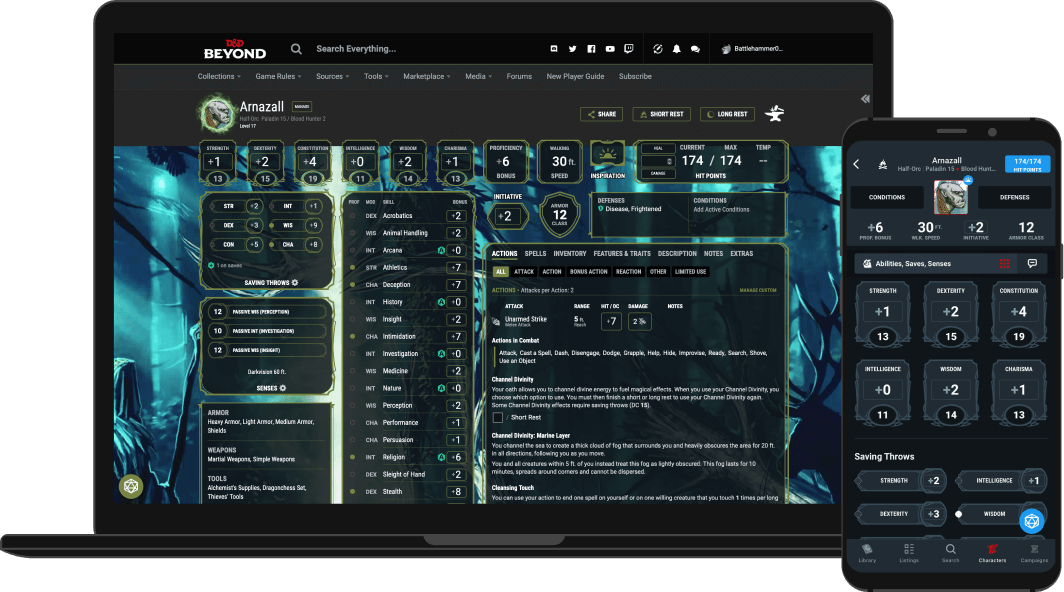 D&D
BEYOND
Search Everything...
Battlehammer0...
Collections
Game Rules
Sources
Tools
Marketplace
Media
Forums
New Player Guide
Subscribe
Arnazall
MANAGE
Half-Orc Paladin 15 / Blood Hunter 2
Level 17
SHARE
SHORT REST
LONG REST
STRENGTH
+1
13
DEXTERITY
+2
15
CONSTITUTION
+4
19
INTELLIGENCE
+0
11
WISDOM
+2
14
CHARISMA
+1
13
PROFICIENCY
+6
BONUS
WALKING
30 ft.
SPEED
INSPIRATION
HEAL
DAMAGE
CURRENT MAX TEMP
174 / 174 --
HIT POINTS
STR +2
INT +1
DEX +3
WIS +9
CON +5
CHA +8
1 on saves
SAVING THROWS
12 PASSIVE WIS (PERCEPTION)
10 PASSIVE INT (INVESTIGATION)
12 PASSIVE WIS (INSIGHT)
Darkvision 60 ft.
SENSES
ARMOR
Heavy Armor, Light Armor, Medium Armor,
Shields
WEAPONS
Martial Weapons, Simple Weapons
TOOLS
Alchemist's Supplies, Dragonchess Set,
Thieves' Tools
PROF MOD SKILL BONUS
DEX Acrobatics +2
WIS Animal Handling +2
INT Arcana +0
STR Athletics +7
CHA Deception +7
INT History +0
WIS Insight +2
CHA Intimidation +7
INT Investigation +0
WIS Medicine +2
INT Nature +0
WIS Perception +2
CHA Performance +1
CHA Persuasion +1
INT Religion +6
DEX Sleight of Hand +2
DEX Stealth +8
INITIATIVE
+2
ARMOR
12
CLASS
DEFENSES
Disease, Frightened
CONDITIONS
Add Active Conditions
ACTIONS SPELLS INVENTORY FEATURES & TRAITS DESCRIPTION NOTES EXTRAS
ALL ATTACK ACTION BONUS ACTION REACTION OTHER LIMITED USE
ACTIONS • Attacks per Action: 2
MANAGE CUSTOM
ATTACK RANGE HIT / DC DAMAGE NOTES
Unarmed Strike 5 ft. +7 2
Melee Attack Reach
Actions in Combat
Attack, Cast a Spell, Dash, Disengage, Dodge, Grapple, Help, Hide, Improvise, Ready, Search, Shove,
Use an Object
Channel Divinity
Your oath allows you to channel divine energy to fuel magical effects. When you use your Channel Divinity, you
choose which option to use. You must then finish a short or long rest to use your Channel Divinity again.
Some Channel Divinity effects require saving throws (DC 15).
/ Short Rest
Channel Divinity: Marine Layer
You channel the sea to create a thick cloud of fog that surrounds you and heavily obscures the area for 20 ft.
in all directions, following you as you move.
You and all creatures within 5 ft. of you instead treat this fog as lightly obscured. This fog lasts for 10
minutes, spreads around corners and cannot be dispersed.
Cleansing Touch
You can use your action to end one spell on yourself or on one willing creature that you touch 1 times per long
Arnazall
Half-Orc Paladin 15 - Blood Hunt...
174/174
HIT POINTS
CONDITIONS
DEFENSES
+6
PROF. BONUS
30 FT.
WLK. SPEED
+2
INITIATIVE
12
ARMOR CLASS
Abilities, Saves, Senses
STRENGTH
+1
13
DEXTERITY
+2
15
CONSTITUTION
+4
19
INTELLIGENCE
+0
11
WISDOM
+2
14
CHARISMA
+1
13
Saving Throws
STRENGTH +2
INTELLIGENCE +1
DEXTERITY +3
WISDOM
Library
Listings
Search
Characters
Campaigns